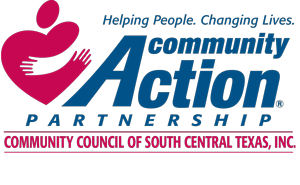 Helping People. Changing Lives.
community
Action®
PARTNERSHIP
COMMUNITY COUNCIL OF SOUTH CENTRAL TEXAS, INC.